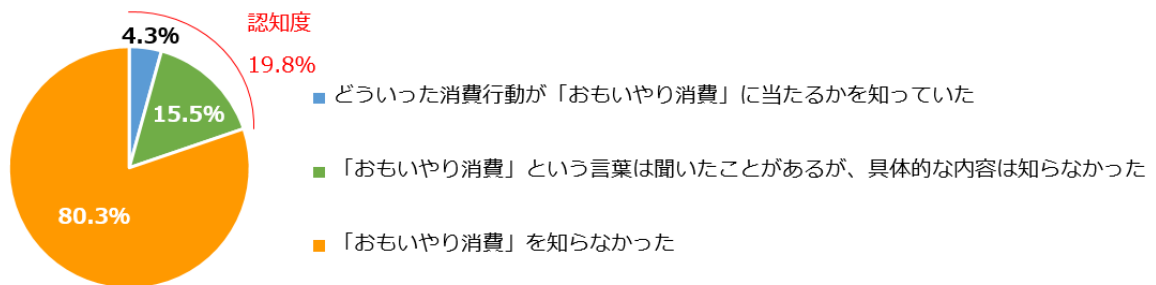 認知度
4.3%
19.8%
どういった消費行動が「おもいやり消費」に当たるかを知っていた
15.5%
「おもいやり消費」という言葉は聞いたことがあるが、具体的な内容は知らなかった
80.3%
「おもいやり消費」を知らなかった